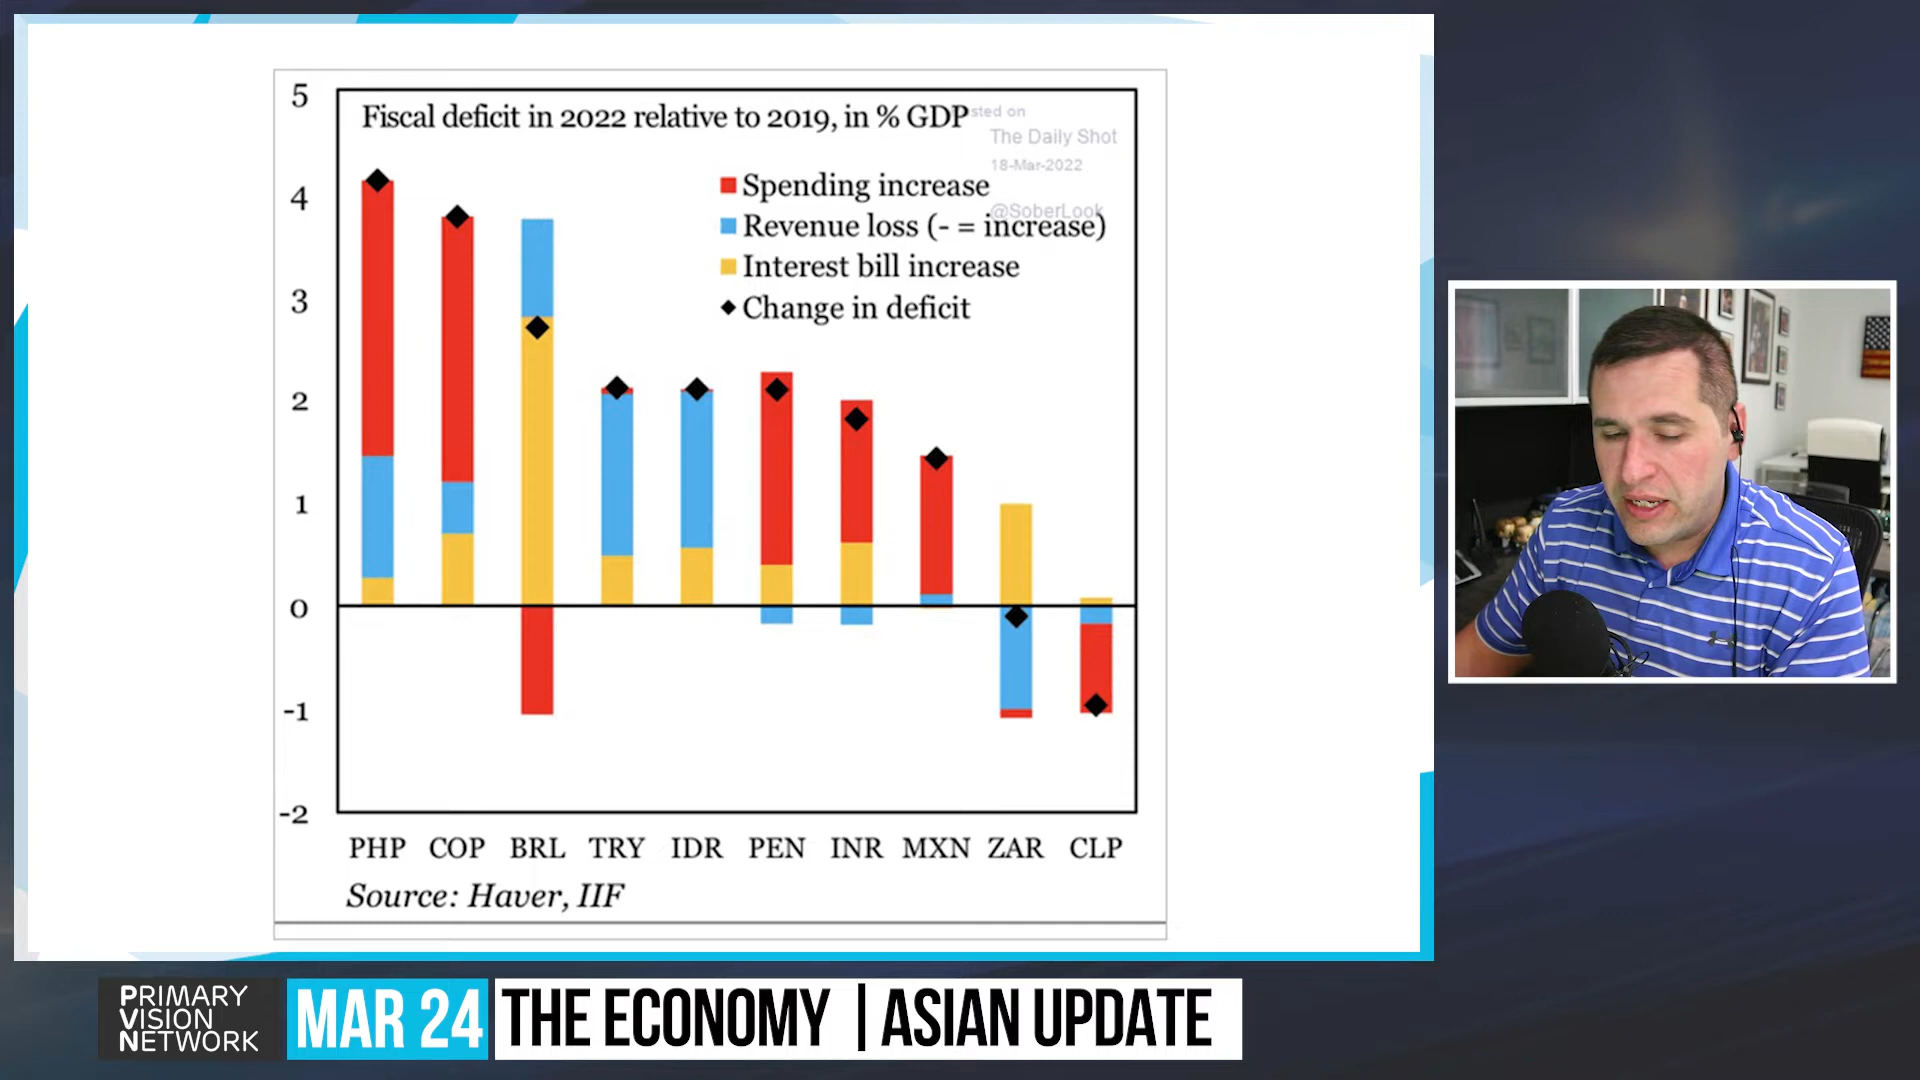 5
Fiscal deficit in 2022 relative to 2019, in % GDP
sted on
The Daily Shot
18-Mar-2022
@SoberLook
4
3
2
1
0
-1
-2
Spending increase
Revenue loss (- = increase)
Interest bill increase
Change in deficit
PHP COP BRL TRY IDR PEN INR MXN ZAR CLP
Source: Haver, IIF
PRIMARY
VISION
NETWORK
MAR 24
THE ECONOMY | ASIAN UPDATE